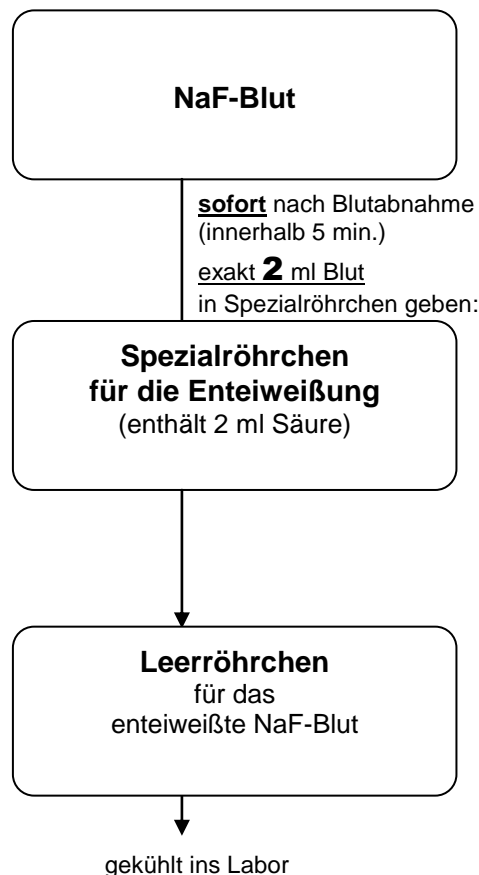 NaF-Blut
sofort nach Blutabnahme
(innerhalb 5 min.)
exakt 2 ml Blut
in Spezialröhrchen geben:
Spezialröhrchen
für die Enteiweißung
(enthält 2 ml Säure)
Leerröhrchen
für das
enteiweißte NaF-Blut
gekühlt ins Labor